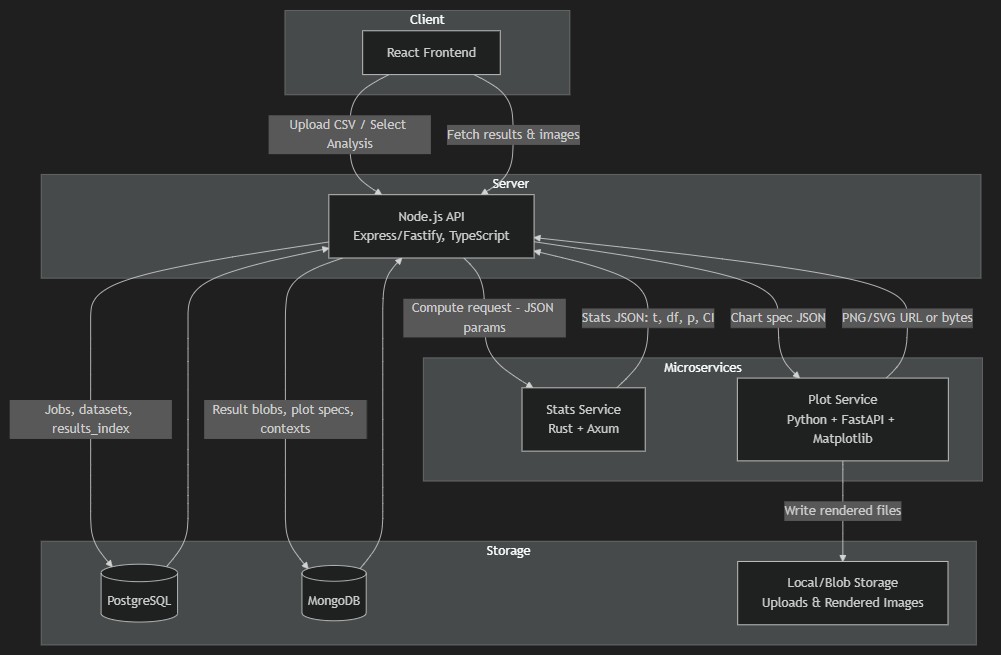 Client
React Frontend
Upload CSV / Select
Analysis
Fetch results & images
Server
Node.js API
Express/Fastify, TypeScript
Compute request - JSON
params
Stats JSON: t, df, p, CI
Chart spec JSON
PNG/SVG URL or bytes
Microservices
Stats Service
Rust + Axum
Plot Service
Python + FastAPI +
Matplotlib
Jobs, datasets,
results_index
Result blobs, plot specs,
contexts
Write rendered files
Storage
PostgreSQL
MongoDB
Local/Blob Storage
Uploads & Rendered Images